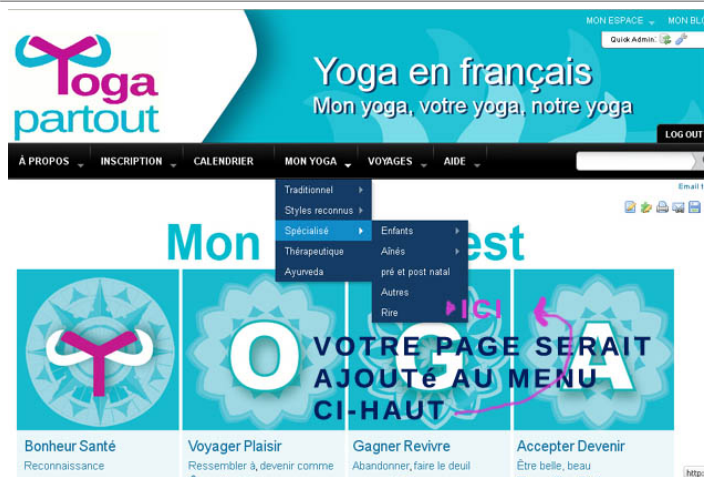 MON ESPACE MON BLO
Quick Admin:
Yoga
partout
Yoga en français
Mon yoga, votre yoga, notre yoga
LOG OUT
À PROPOS INSCRIPTION CALENDRIER MON YOGA VOYAGES AIDE
Email t
Traditionnel
Styles reconnus
Spécialisé
Thérapeutique
Ayurveda
Enfants
Aînés
pré et post natal
Autres
Rire
Mon est
ICI
O G A
VOTRE PAGE SERAIT
AJOUTé AU MENU
CI-HAUT
Bonheur Santé
Reconnaissance
Voyager Plaisir
Ressembler à, devenir comme
Gagner Revivre
Abandonner, faire le deuil
Accepter Devenir
Être belle, beau
http: